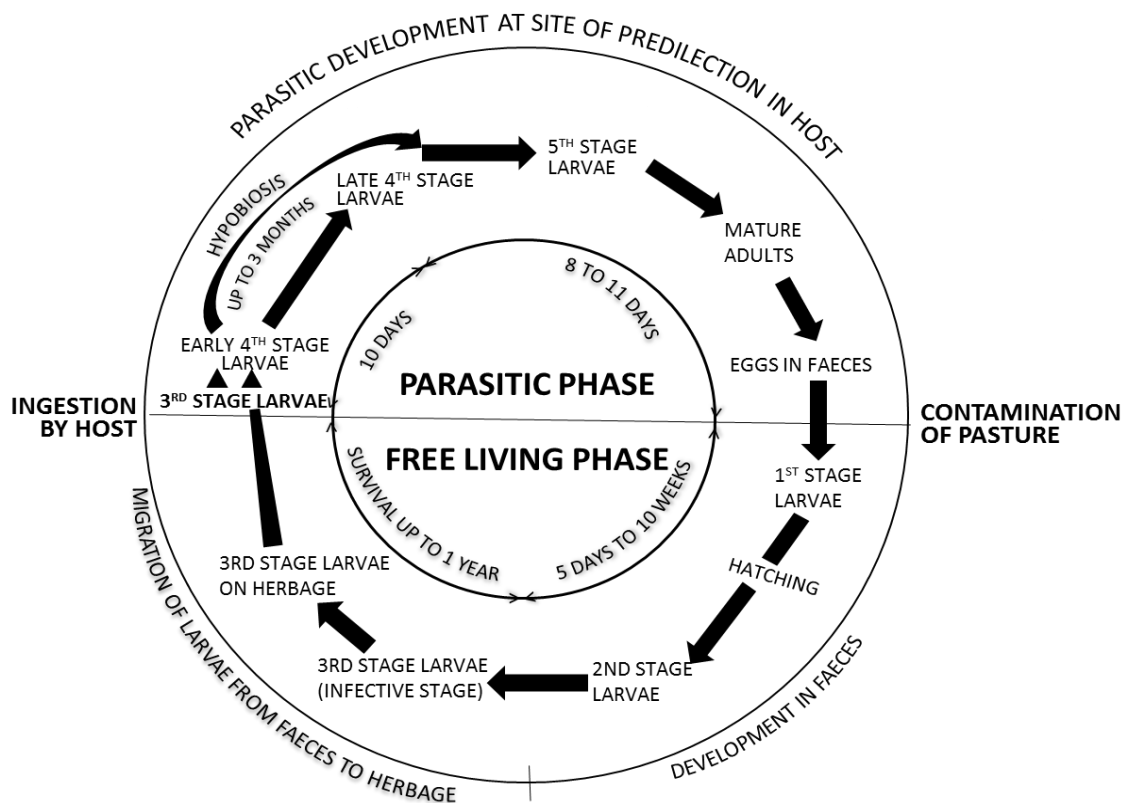 PARASITIC DEVELOPMENT AT SITE OF PREDILECTION IN HOST
5TH STAGE
LARVAE
LATE 4TH STAGE
LARVAE
HYPOBIOSIS
UP TO 3 MONTHS
MATURE
ADULTS
8 TO 11 DAYS
10 DAYS
EARLY 4TH STAGE
LARVAE
EGGS IN FAECES
PARASITIC PHASE
3RD STAGE LARVAE
INGESTION
BY HOST
CONTAMINATION
OF PASTURE
FREE LIVING PHASE
1ST STAGE
LARVAE
SURVIVAL UP TO 1 YEAR
5 DAYS TO 10 WEEKS
HATCHING
3RD STAGE LARVAE
ON HERBAGE
3RD STAGE LARVAE
(INFECTIVE STAGE)
2ND STAGE
LARVAE
MIGRATION OF LARVAE FROM FAECES TO HERBAGE
DEVELOPMENT IN FAECES